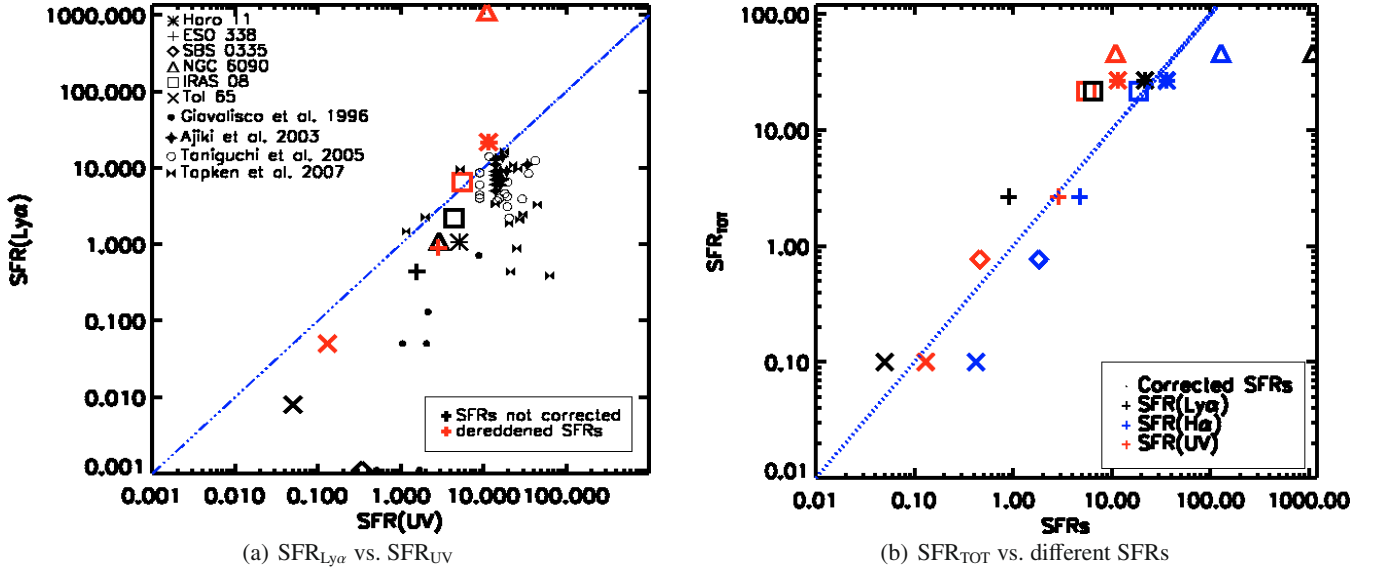 1000.000
100.000
10.000
1.000
0.100
0.010
0.001
SFR(Lyα)
Haro 11
ESO 338
SBS 0335
NGC 6090
IRAS 08
Tol 65
Giavalisco et al. 1996
Ajiki et al. 2003
Taniguchi et al. 2005
Tapken et al. 2007
SFRs not corrected
dereddened SFRs
0.001 0.010 0.100 1.000 10.000 100.000
SFR(UV)
(a) SFR_Lyα vs. SFR_UV
100.00
10.00
1.00
0.10
0.01
SFR_TOT
Corrected SFRs
SFR(Lyα)
SFR(Hα)
SFR(UV)
0.01 0.10 1.00 10.00 100.00 1000.00
SFRs
(b) SFR_TOT vs. different SFRs